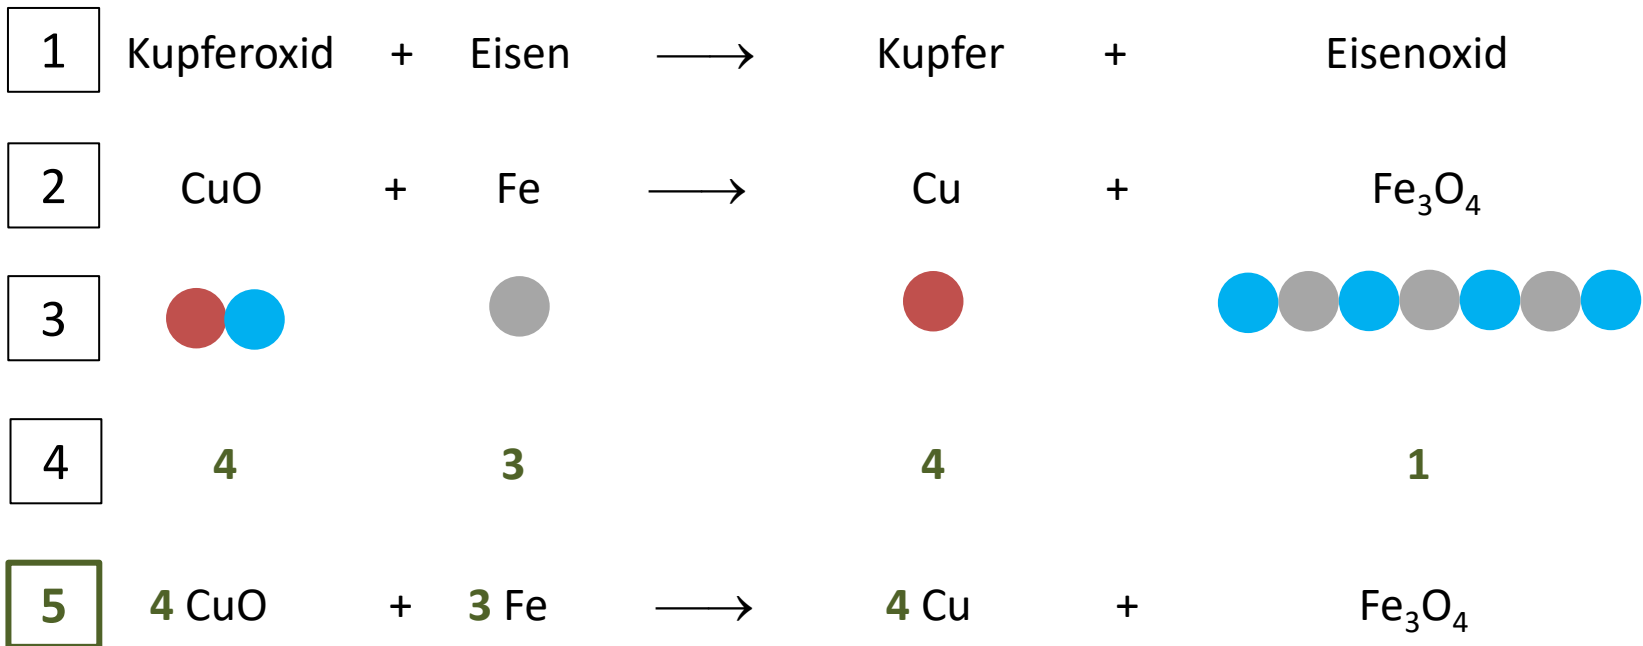 1 Kupferoxid + Eisen ⟶ Kupfer + Eisenoxid
2 CuO + Fe ⟶ Cu + Fe₃O₄
3
4 4 3 4 1
5 4 CuO + 3 Fe ⟶ 4 Cu + Fe₃O₄